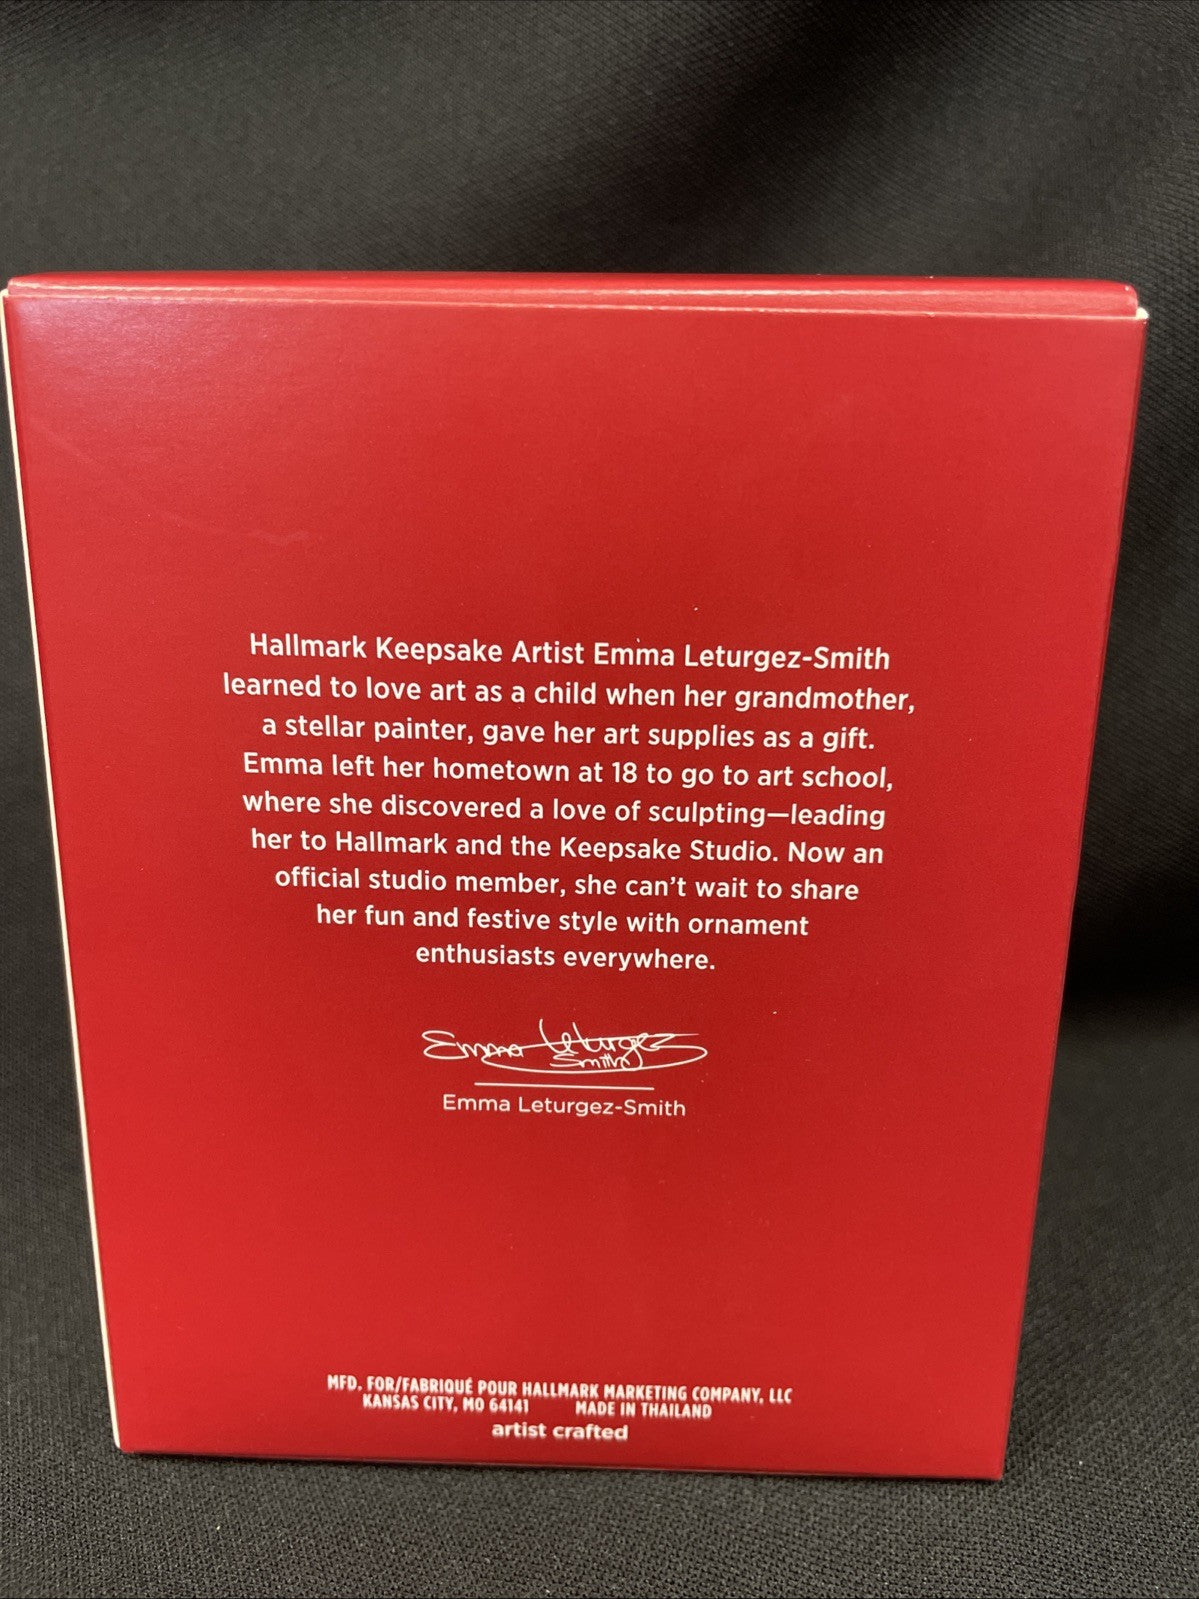 Hallmark Keepsake Artist Emma Leturgez-Smith
learned to love art as a child when her grandmother,
a stellar painter, gave her art supplies as a gift.
Emma left her hometown at 18 to go to art school,
where she discovered a love of sculpting—leading
her to Hallmark and the Keepsake Studio. Now an
official studio member, she can't wait to share
her fun and festive style with ornament
enthusiasts everywhere.
Emma Leturgez
Smith
Emma Leturgez-Smith
MFD. FOR/FABRIQUÉ POUR HALLMARK MARKETING COMPANY, LLC
KANSAS CITY, MO 64141 MADE IN THAILAND
artist crafted